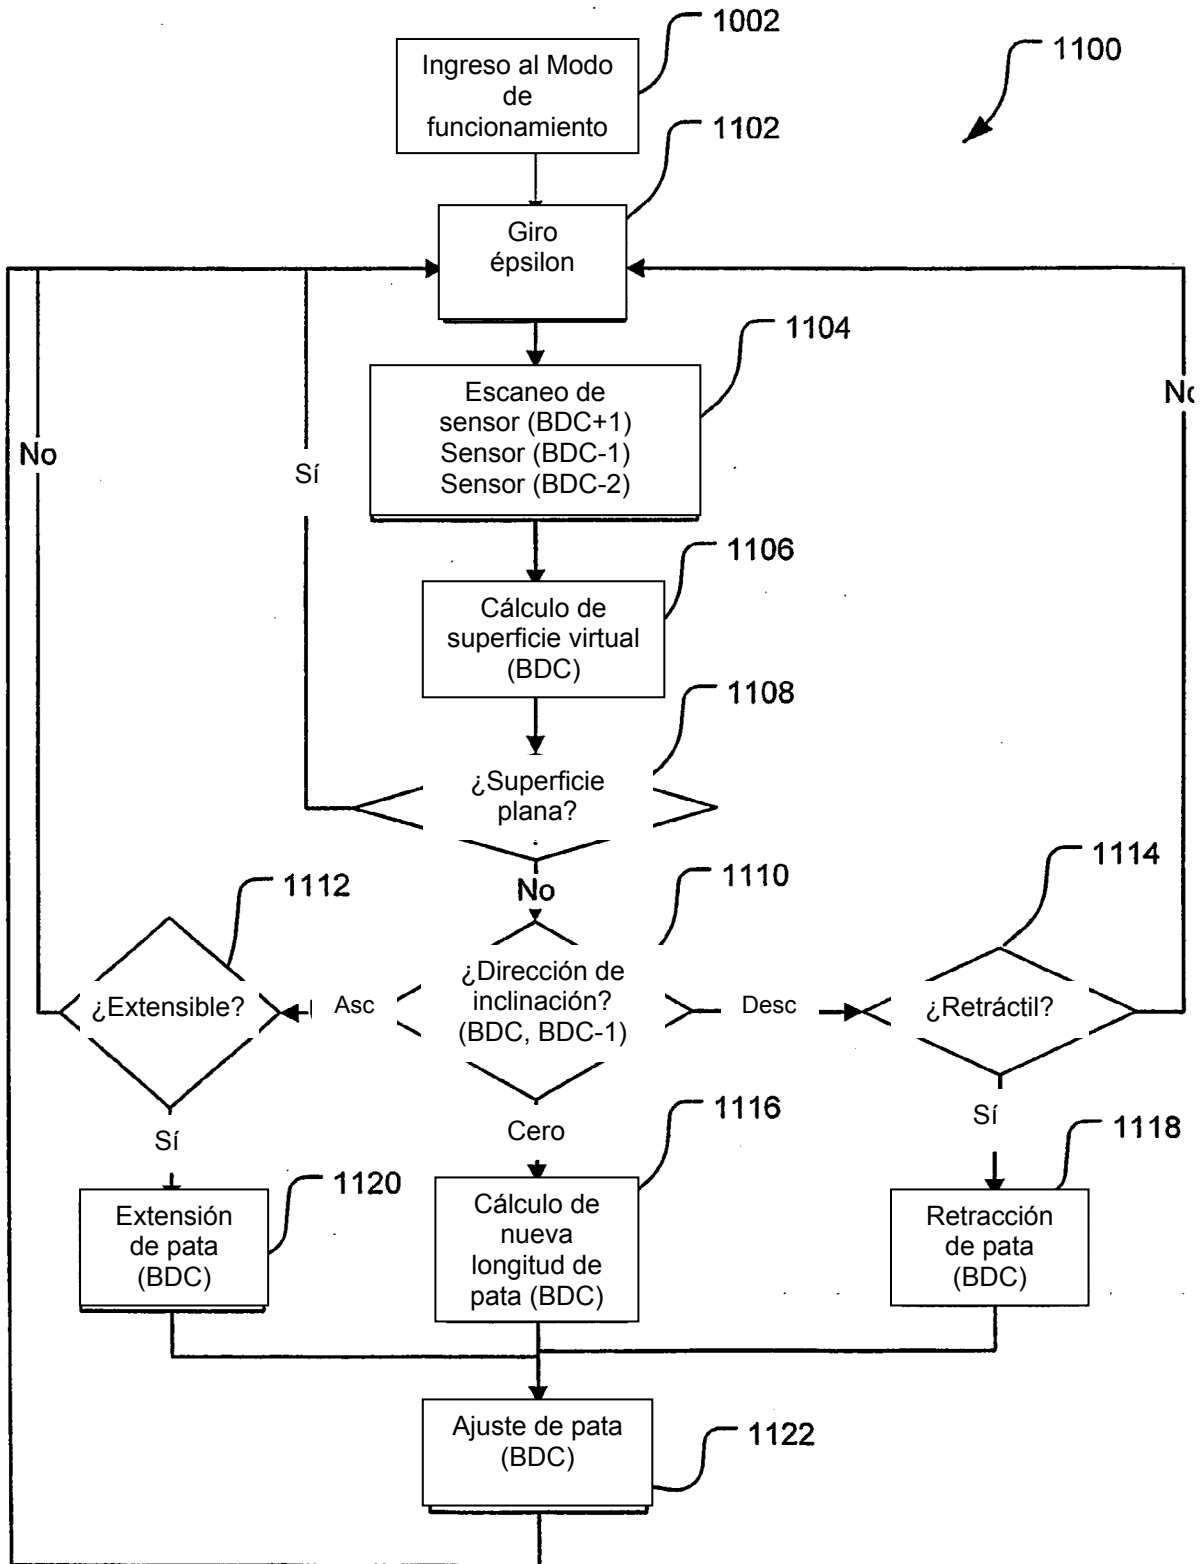 1002
Ingreso al Modo
de
funcionamiento
1100
1102
Giro
épsilon
1104
Escaneo de
sensor (BDC+1)
Sensor (BDC-1)
Sensor (BDC-2)
No
No
Sí
1106
Cálculo de
superficie virtual
(BDC)
1108
¿Superficie
plana?
No
1110
1112
1114
¿Extensible?
Asc
¿Dirección de
inclinación?
(BDC, BDC-1)
Desc
¿Retráctil?
Sí
Cero
Sí
1116
1118
1120
Extensión
de pata
(BDC)
Cálculo de
nueva
longitud de
pata (BDC)
Retracción
de pata
(BDC)
Ajuste de pata
(BDC)
1122